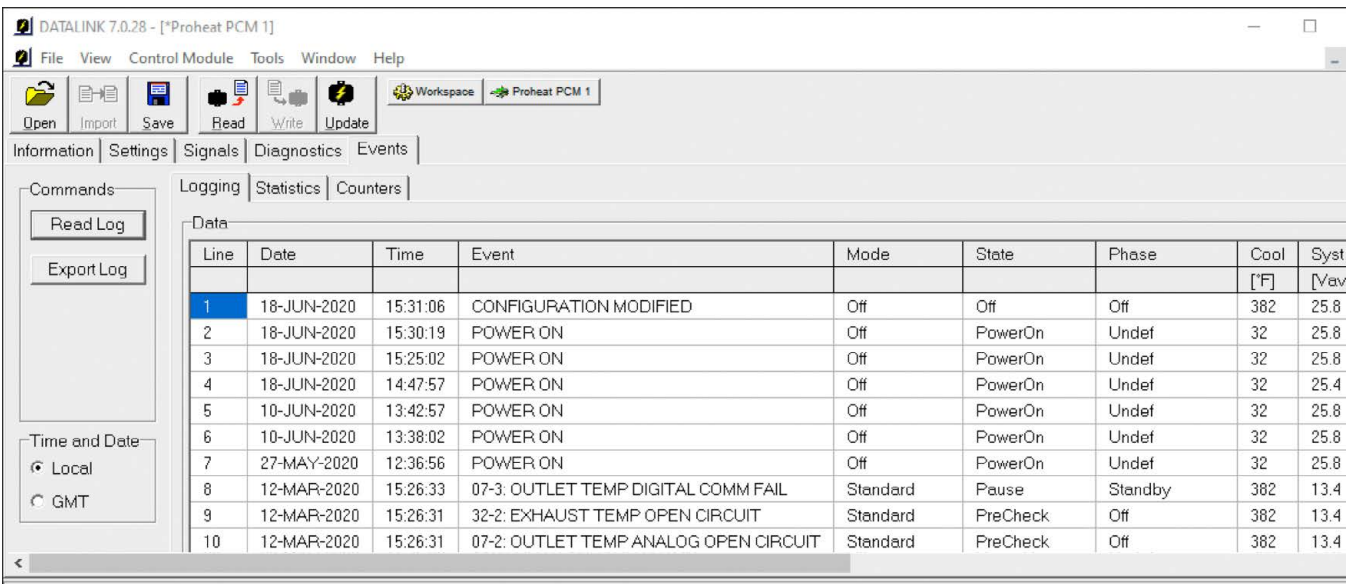 DATALINK 7.0.28 - [*Proheat PCM 1]
File View Control Module Tools Window Help
Open Import Save Read Write Update Workspace Proheat PCM 1
Information Settings Signals Diagnostics Events
Commands
Read Log
Export Log
Time and Date
Local
GMT
Logging Statistics Counters
Data
Line Date Time Event Mode State Phase Cool Syst
[°F] [Vav
1 18-JUN-2020 15:31:06 CONFIGURATION MODIFIED Off Off Off 382 25.8
2 18-JUN-2020 15:30:19 POWER ON Off PowerOn Undef 32 25.8
3 18-JUN-2020 15:25:02 POWER ON Off PowerOn Undef 32 25.8
4 18-JUN-2020 14:47:57 POWER ON Off PowerOn Undef 32 25.4
5 10-JUN-2020 13:42:57 POWER ON Off PowerOn Undef 32 25.8
6 10-JUN-2020 13:38:02 POWER ON Off PowerOn Undef 32 25.8
7 27-MAY-2020 12:36:56 POWER ON Off PowerOn Undef 32 25.8
8 12-MAR-2020 15:26:33 07-3: OUTLET TEMP DIGITAL COMM FAIL Standard Pause Standby 382 13.4
9 12-MAR-2020 15:26:31 32-2: EXHAUST TEMP OPEN CIRCUIT Standard PreCheck Off 382 13.4
10 12-MAR-2020 15:26:31 07-2: OUTLET TEMP ANALOG OPEN CIRCUIT Standard PreCheck Off 382 13.4